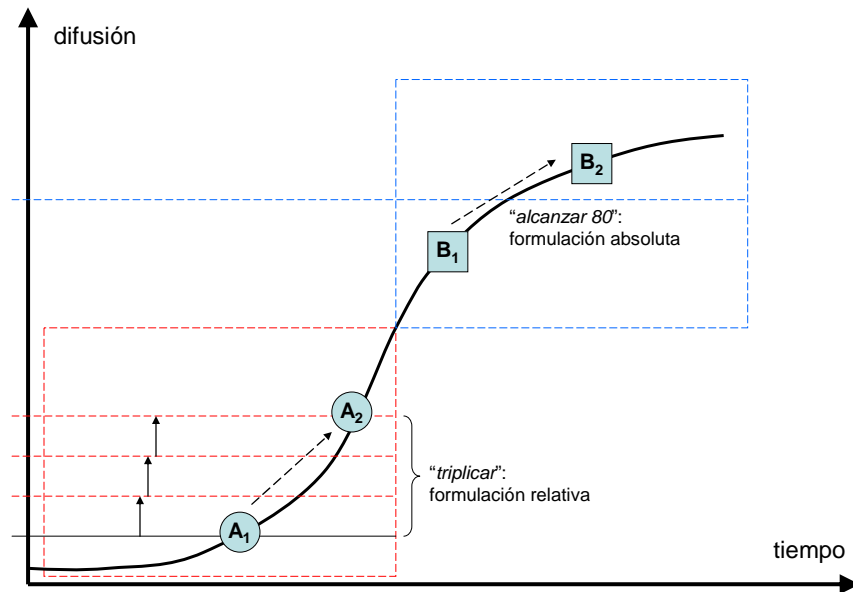 difusión
B₂
“alcanzar 80”:
formulación absoluta
B₁
A₂
“triplicar”:
formulación relativa
A₁
tiempo